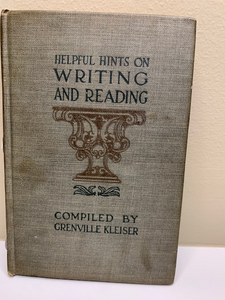 HELPFUL HINTS ON
WRITING
AND READING
COMPILED BY
GRENVILLE KLEISER